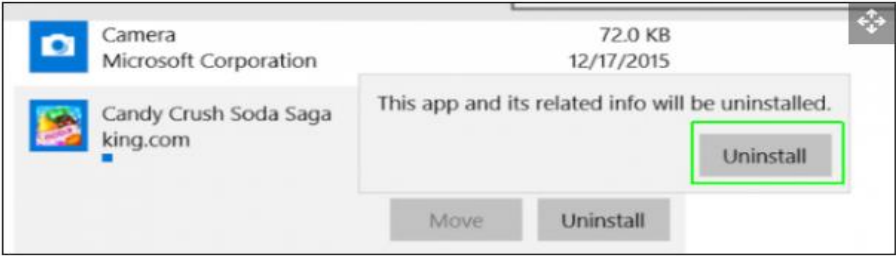 Camera
72.0 KB
Microsoft Corporation
12/17/2015
This app and its related info will be uninstalled.
Candy Crush Soda Saga
king.com
Uninstall
Move
Uninstall